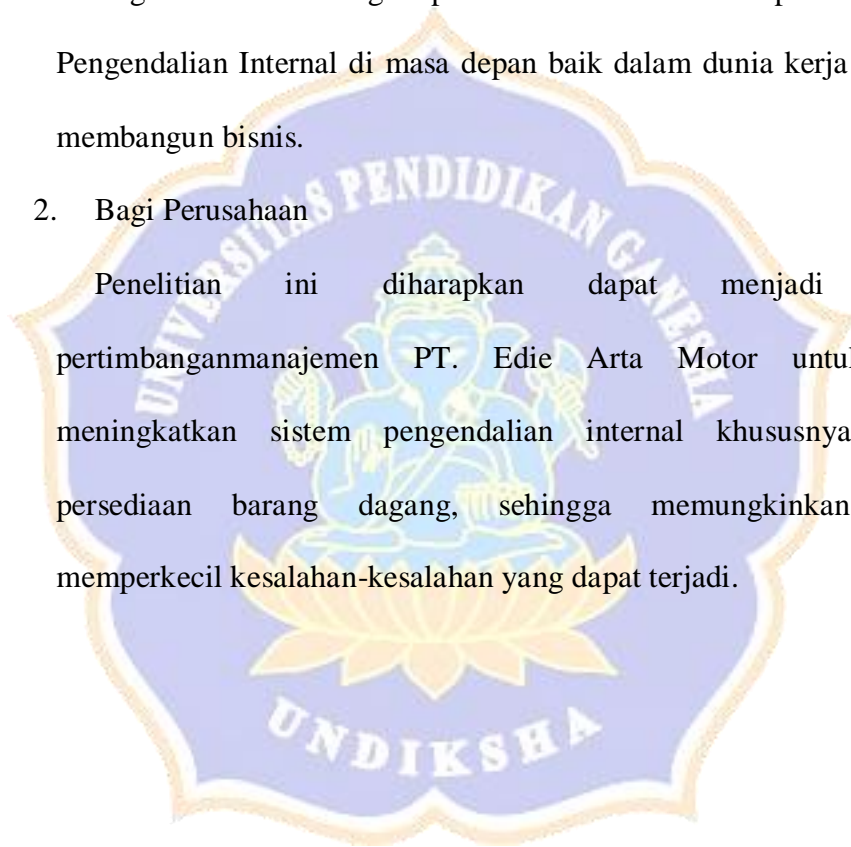 Pengendalian Internal di masa depan baik dalam dunia kerja
membangun bisnis.
2. Bagi Perusahaan
Penelitian ini diharapkan dapat menjadi
pertimbanganmanajemen PT. Edie Arta Motor
meningkatkan sistem pengendalian internal khususnya
persediaan barang dagang, sehingga memungkinkan
memperkecil kesalahan-kesalahan yang dapat terjadi.
UNIVERSITAS PENDIDIKAN GANESHA
UNDIKSHA